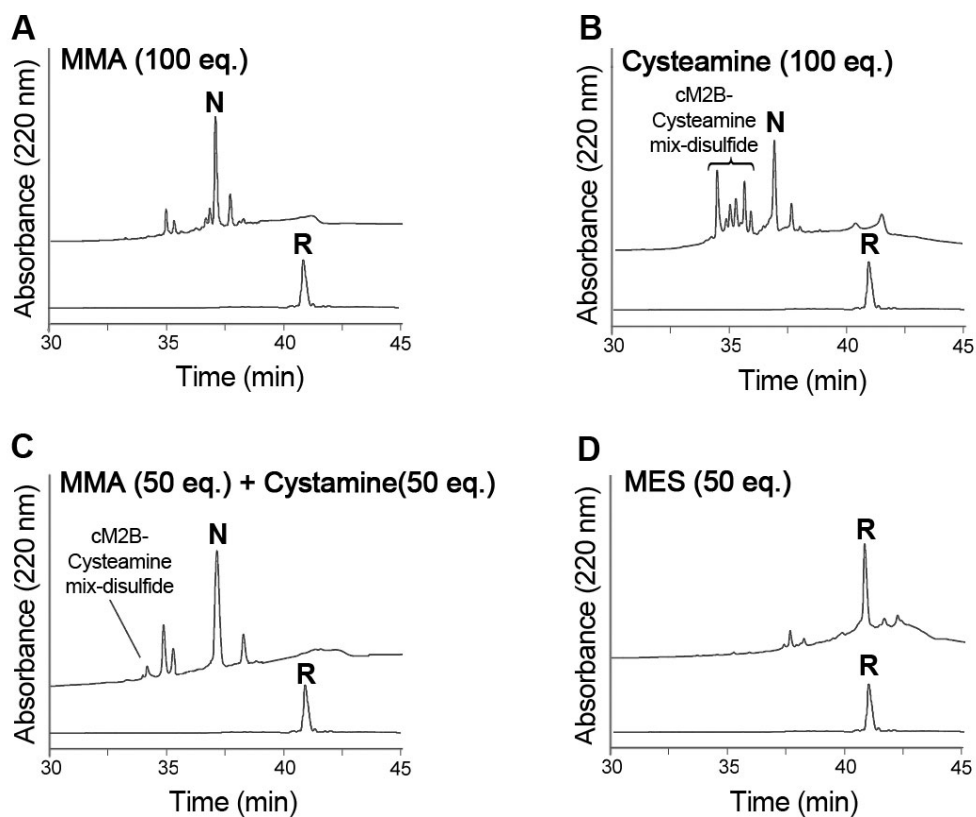 A
MMA (100 eq.)
N
R
Absorbance (220 nm)
30 35 40 45
Time (min)
B
Cysteamine (100 eq.)
cM2B-
Cysteamine
mix-disulfide
N
R
Absorbance (220 nm)
30 35 40 45
Time (min)
C
MMA (50 eq.) + Cystamine(50 eq.)
cM2B-
Cysteamine
mix-disulfide
N
R
Absorbance (220 nm)
30 35 40 45
Time (min)
D
MES (50 eq.)
R
R
Absorbance (220 nm)
30 35 40 45
Time (min)